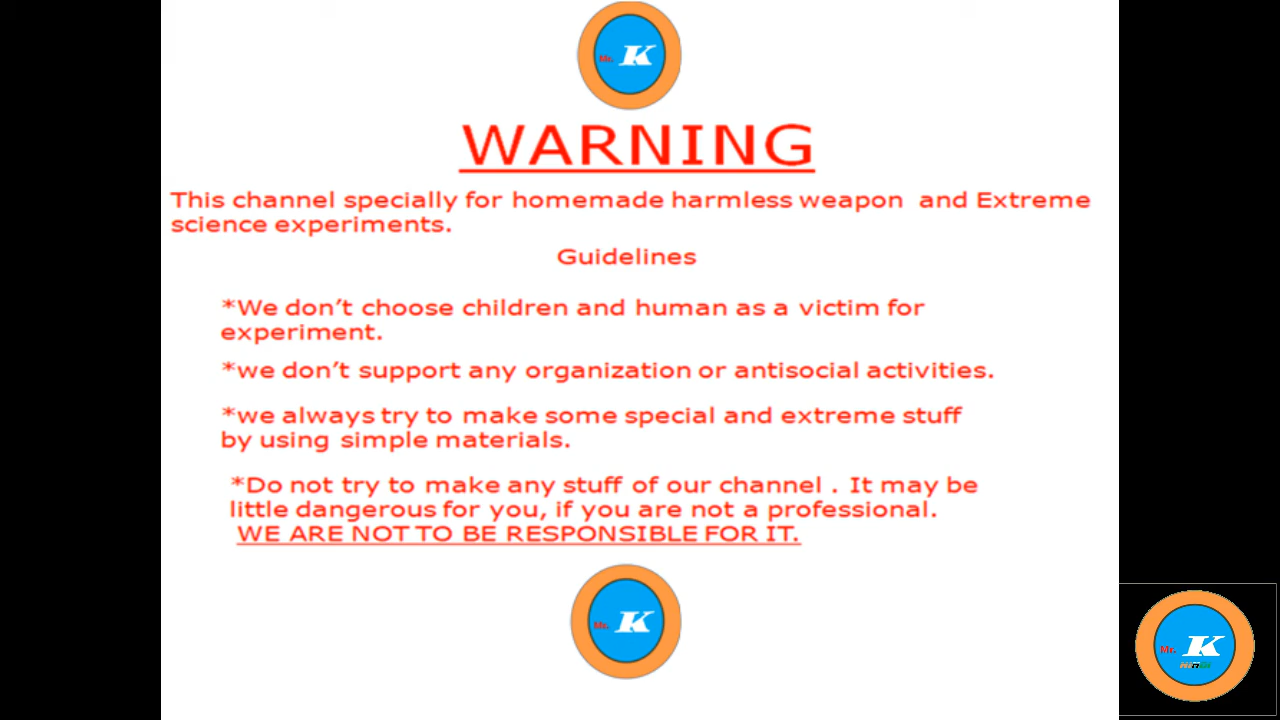 Mr. K
WARNING
This channel specially for homemade harmless weapon and Extreme
science experiments.
Guidelines
*We don't choose children and human as a victim for
experiment.
*we don't support any organization or antisocial activities.
*we always try to make some special and extreme stuff
by using simple materials.
*Do not try to make any stuff of our channel . It may be
little dangerous for you, if you are not a professional.
WE ARE NOT TO BE RESPONSIBLE FOR IT.
Mr. K
Mr. K